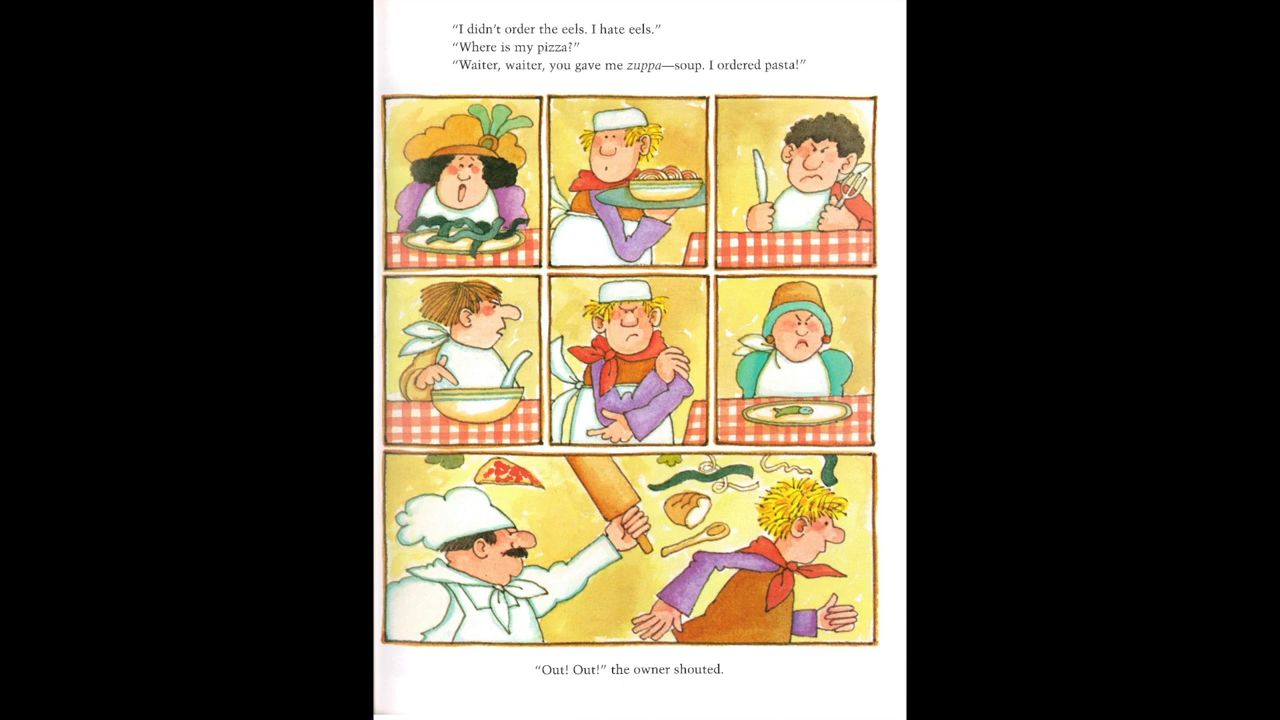 “I didn’t order the eels. I hate eels.”
“Where is my pizza?”
“Waiter, waiter, you gave me zuppa—soup. I ordered pasta!”
“Out! Out!” the owner shouted.